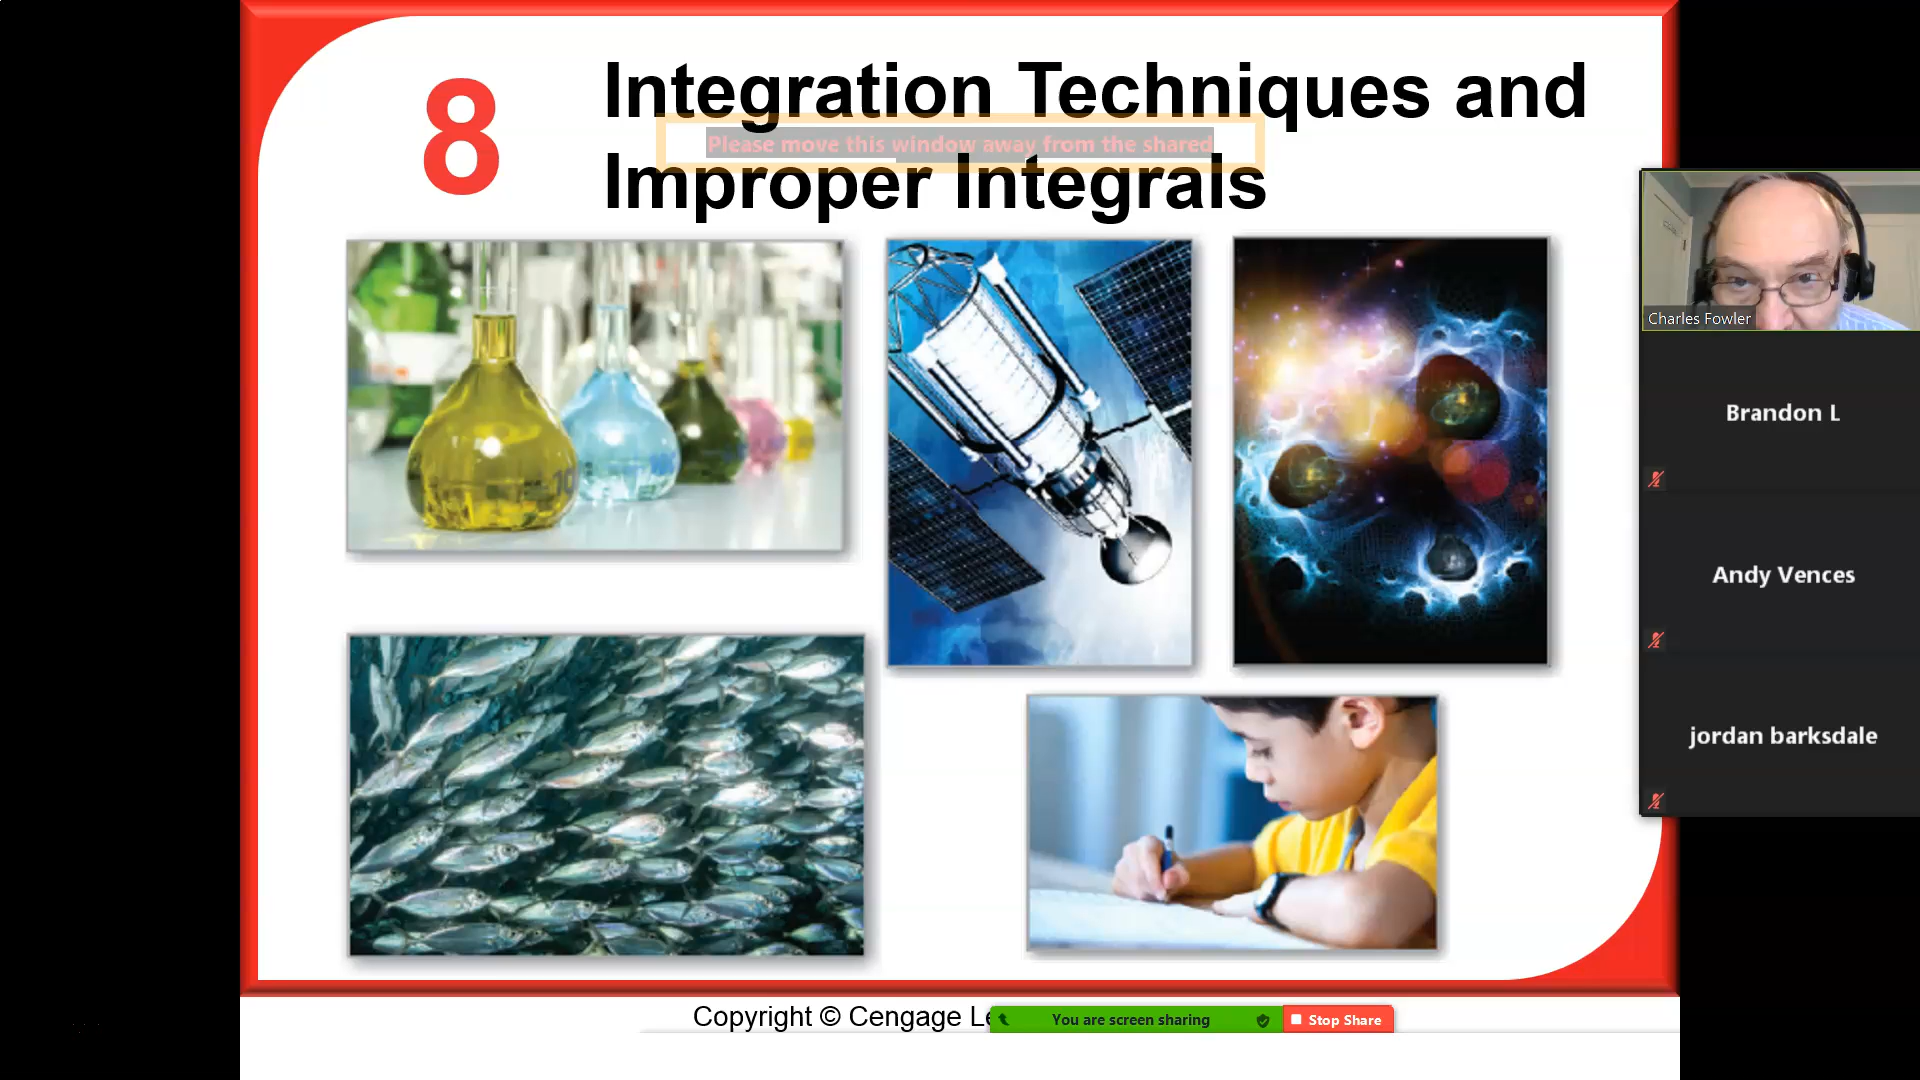 8
Integration Techniques and
Please move this window away from the shared
Improper Integrals
10
Charles Fowler
Brandon L
Andy Vences
jordan barksdale
Copyright © Cengage Le
You are screen sharing
Stop Share